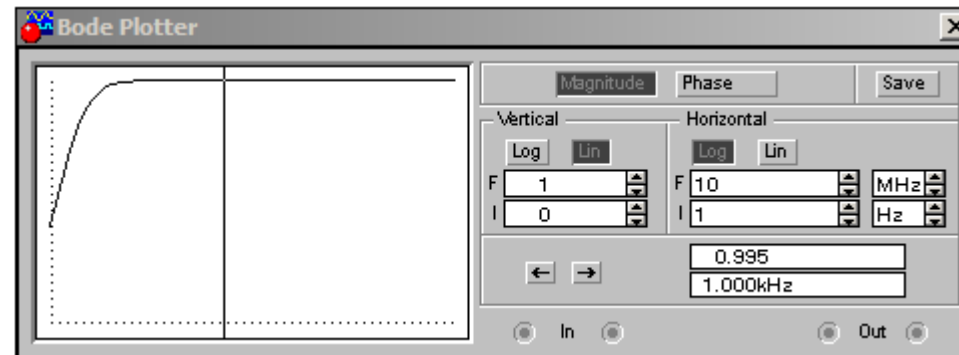 Bode Plotter
Magnitude Phase Save
Vertical Horizontal
Log Lin Log Lin
F 1 F 10 MHz
I 0 I 1 Hz
← → 0.995
1.000kHz
In Out